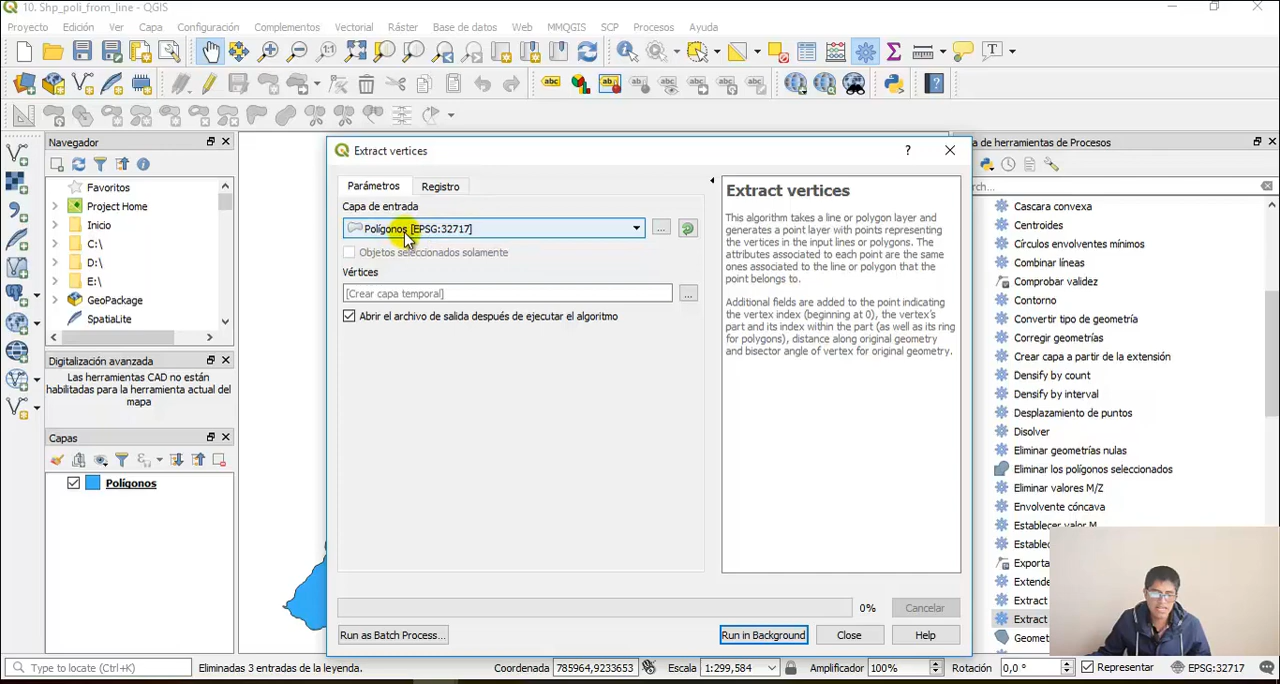 10. Shp_poli_from_line - QGIS
Proyecto Edición Ver Capa Configuración Complementos Vectorial Ráster Base de datos Web MMQGIS SCP Procesos Ayuda
Navegador
Favoritos
Project Home
Inicio
C:\
D:\
E:\
GeoPackage
SpatiaLite
Digitalización avanzada
Las herramientas CAD no están
habilitadas para la herramienta actual del
mapa
Capas
Polígonos
Extract vertices
Parámetros Registro
Capa de entrada
Polígonos [EPSG:32717]
Objetos seleccionados solamente
Vértices
[Crear capa temporal]
Abrir el archivo de salida después de ejecutar el algoritmo
Extract vertices
This algorithm takes a line or polygon layer and
generates a point layer with points representing
the vertices in the input lines or polygons. The
attributes associated to each point are the same
ones associated to the line or polygon that the
point belongs to.
Additional fields are added to the point indicating
the vertex index (beginning at 0), the vertex's
part and its index within the part (as well as its ring
for polygons), distance along original geometry
and bisector angle of vertex for original geometry.
0% Cancelar
Run as Batch Process... Run in Background Close Help
a de herramientas de Procesos
rch...
Cascara convexa
Centroides
Círculos envolventes mínimos
Combinar líneas
Comprobar validez
Contorno
Convertir tipo de geometría
Corregir geometrías
Crear capa a partir de la extensión
Densify by count
Densify by interval
Desplazamiento de puntos
Disolver
Eliminar geometrías nulas
Eliminar los polígonos seleccionados
Eliminar valores M/Z
Envolvente cóncava
Establecer valor M
Estable
Exporta
Extende
Extract
Extract
Geomet
Type to locate (Ctrl+K) Eliminadas 3 entradas de la leyenda. Coordenada 785964,9233653 Escala 1:299,584 Amplificador 100% Rotación 0,0 ° Representar EPSG:32717